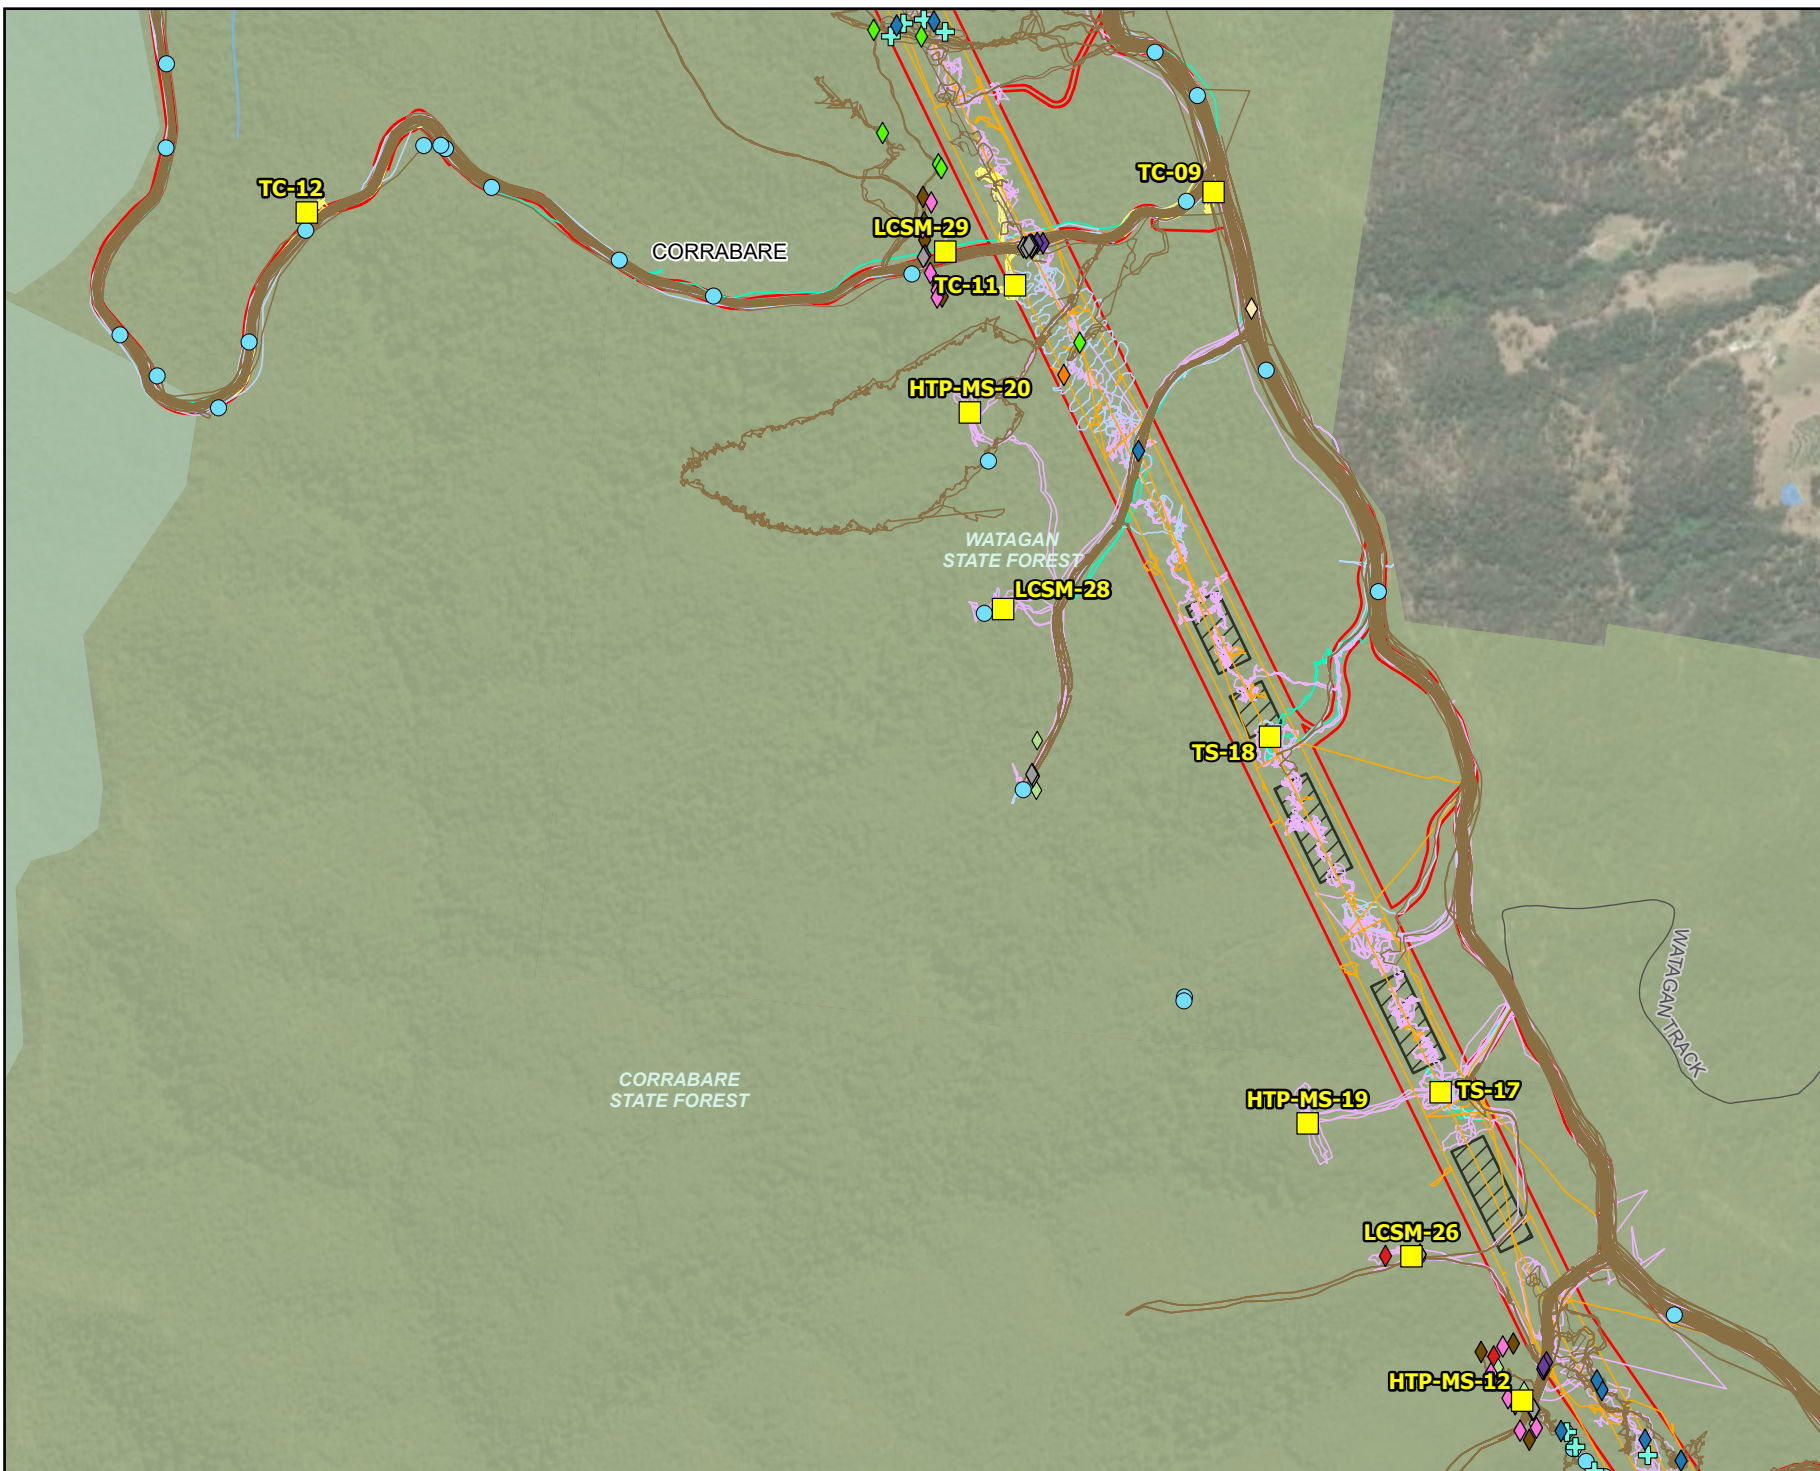 TC-09
TC-12
LCSM-29
CORRABARE
TC-11
HTP-MS-20
WATAGAN
STATE FOREST
LCSM-28
TS-18
WATAGAN TRACK
CORRABARE
STATE FOREST
HTP-MS-19
TS-17
LCSM-26
HTP-MS-12